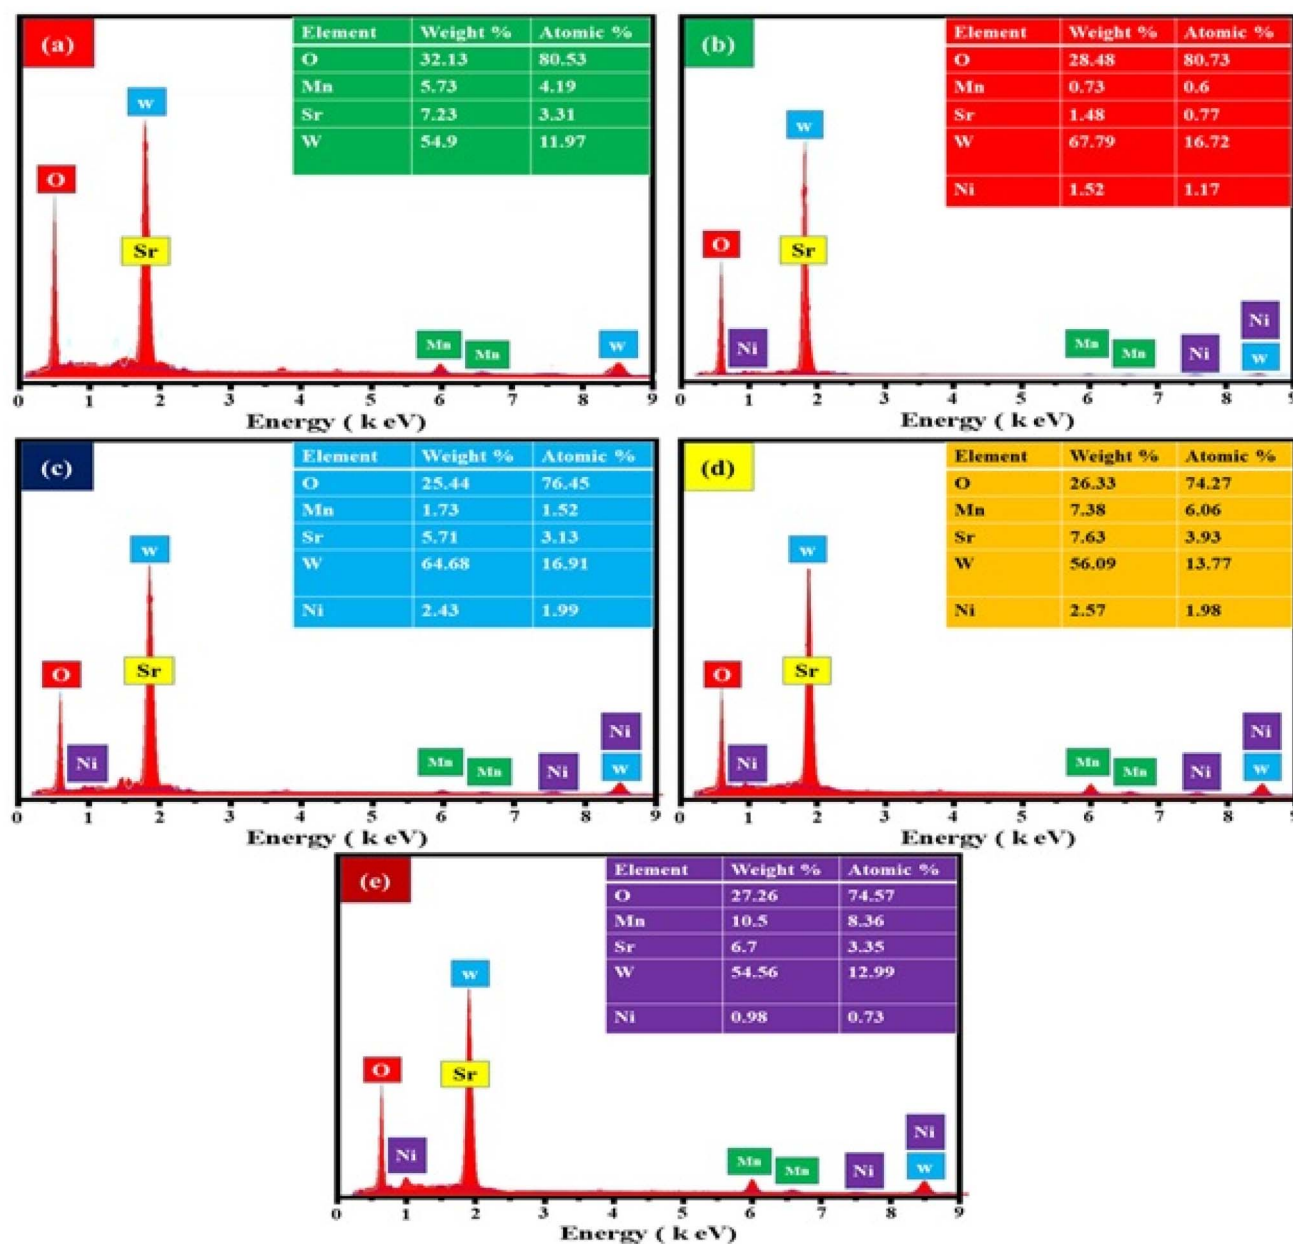 (a)
Element Weight % Atomic %
O 32.13 80.53
Mn 5.73 4.19
Sr 7.23 3.31
W 54.9 11.97
w
O
Sr
Mn
Mn
w
0 1 2 3 4 5 6 7 8 9
Energy ( k eV)
(b)
Element Weight % Atomic %
O 28.48 80.73
Mn 0.73 0.6
Sr 1.48 0.77
W 67.79 16.72
Ni 1.52 1.17
w
O
Sr
Ni
Mn
Mn
Ni
Ni
w
0 1 2 3 4 5 6 7 8 9
Energy ( k eV)
(c)
Element Weight % Atomic %
O 25.44 76.45
Mn 1.73 1.52
Sr 5.71 3.13
W 64.68 16.91
Ni 2.43 1.99
w
O
Sr
Ni
Mn
Mn
Ni
Ni
w
0 1 2 3 4 5 6 7 8 9
Energy ( k eV)
(d)
Element Weight % Atomic %
O 26.33 74.27
Mn 7.38 6.06
Sr 7.63 3.93
W 56.09 13.77
Ni 2.57 1.98
w
O
Sr
Ni
Mn
Mn
Ni
Ni
w
0 1 2 3 4 5 6 7 8 9
Energy ( k eV)
(e)
Element Weight % Atomic %
O 27.26 74.57
Mn 10.5 8.36
Sr 6.7 3.35
W 54.56 12.99
Ni 0.98 0.73
w
O
Sr
Ni
Mn
Mn
Ni
Ni
w
0 1 2 3 4 5 6 7 8 9
Energy ( k eV)